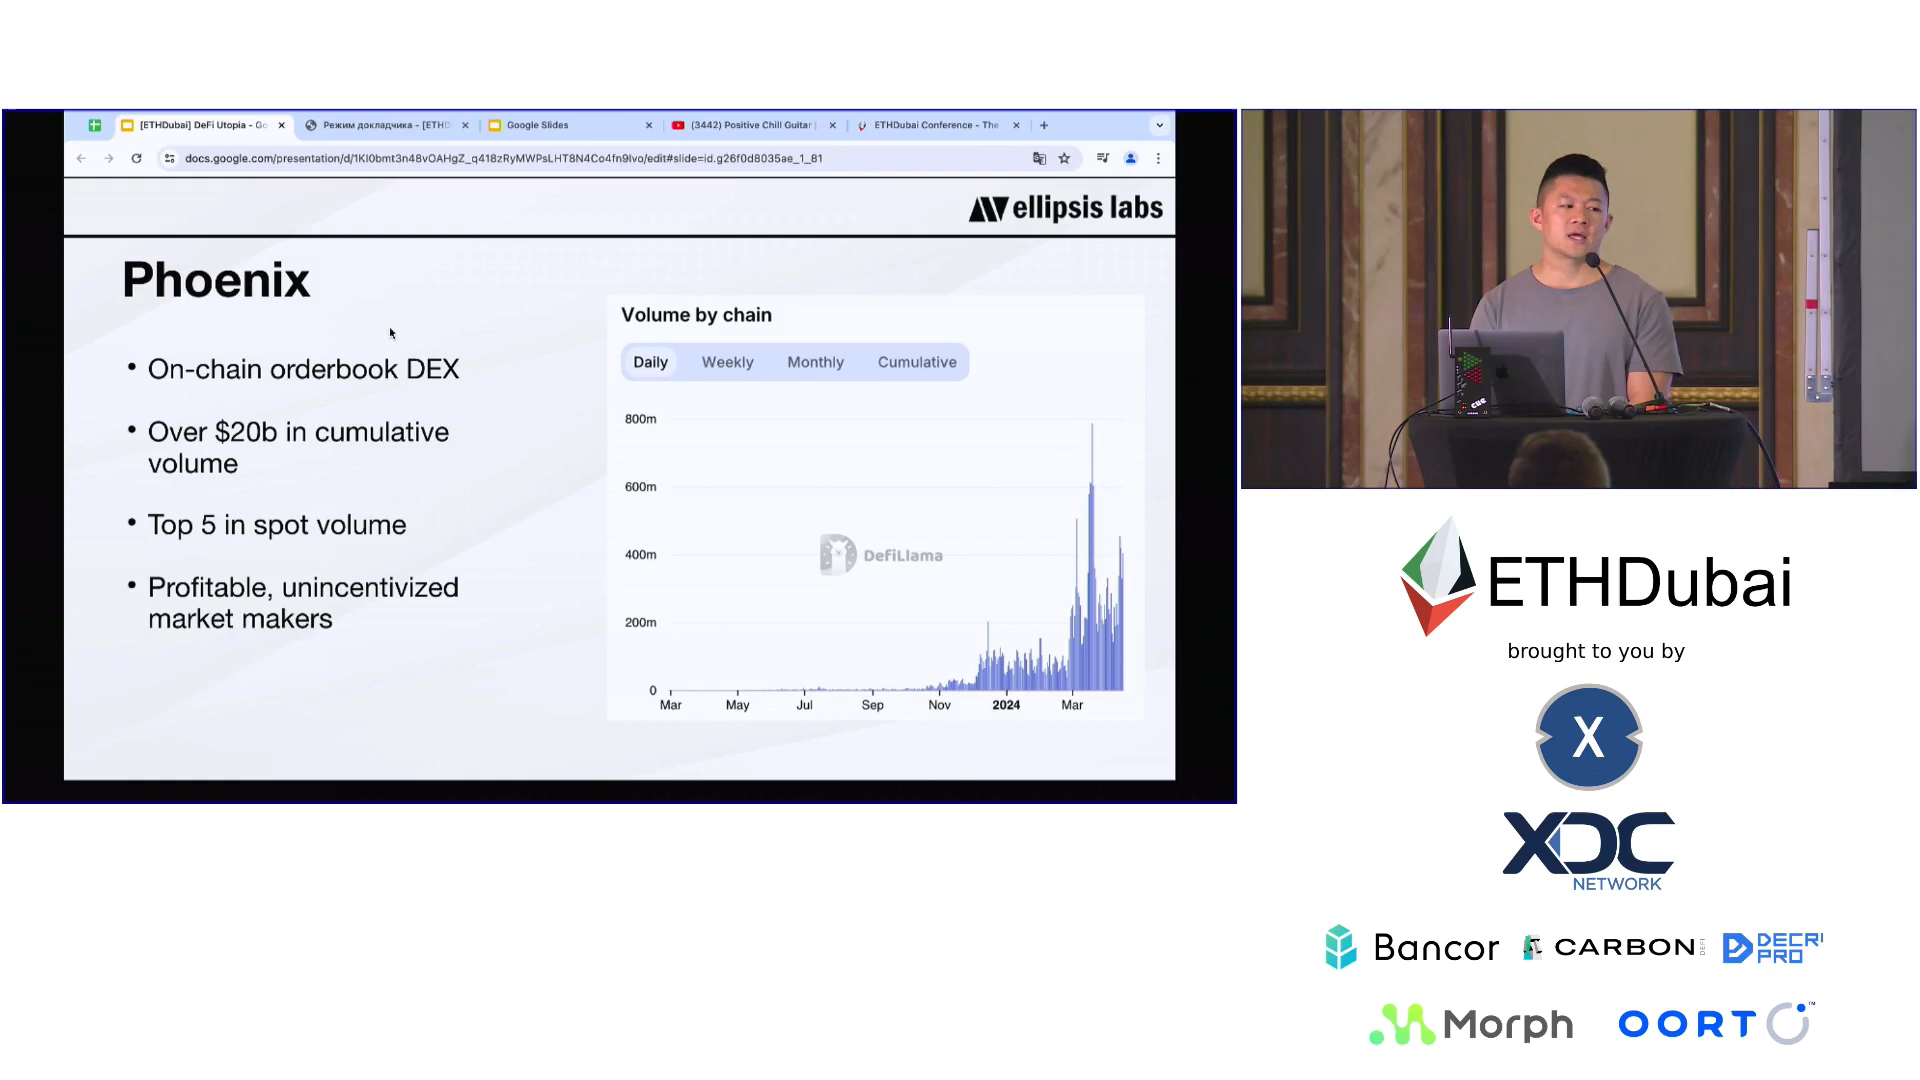 [ETHDubai] DeFi Utopia - Go
Режим докладчика - [ETHD
Google Slides
(3442) Positive Chill Guitar
ETHDubai Conference - The
docs.google.com/presentation/d/1Kl0bmt3n48vOAHgZ_q418zRyMWPsLHT8N4Co4fn9Ivo/edit#slide=id.g26f0d8035ae_1_81
ellipsis labs
Phoenix
• On-chain orderbook DEX
• Over $20b in cumulative
volume
• Top 5 in spot volume
• Profitable, unincentivized
market makers
Volume by chain
Daily Weekly Monthly Cumulative
800m
600m
400m
200m
0
DefiLlama
Mar May Jul Sep Nov 2024 Mar
cue
ETHDubai
brought to you by
X
XDC
NETWORK
Bancor
CARBON DEFI
DECRI
PRO
Morph
OORT™